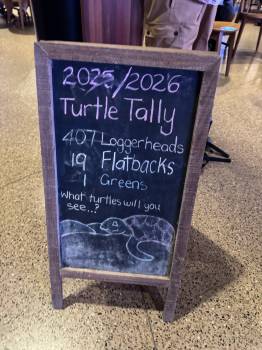 2025/2026
Turtle Tally
407 Loggerheads
19 Flatbacks
1 Greens
What turtles will you
see...?